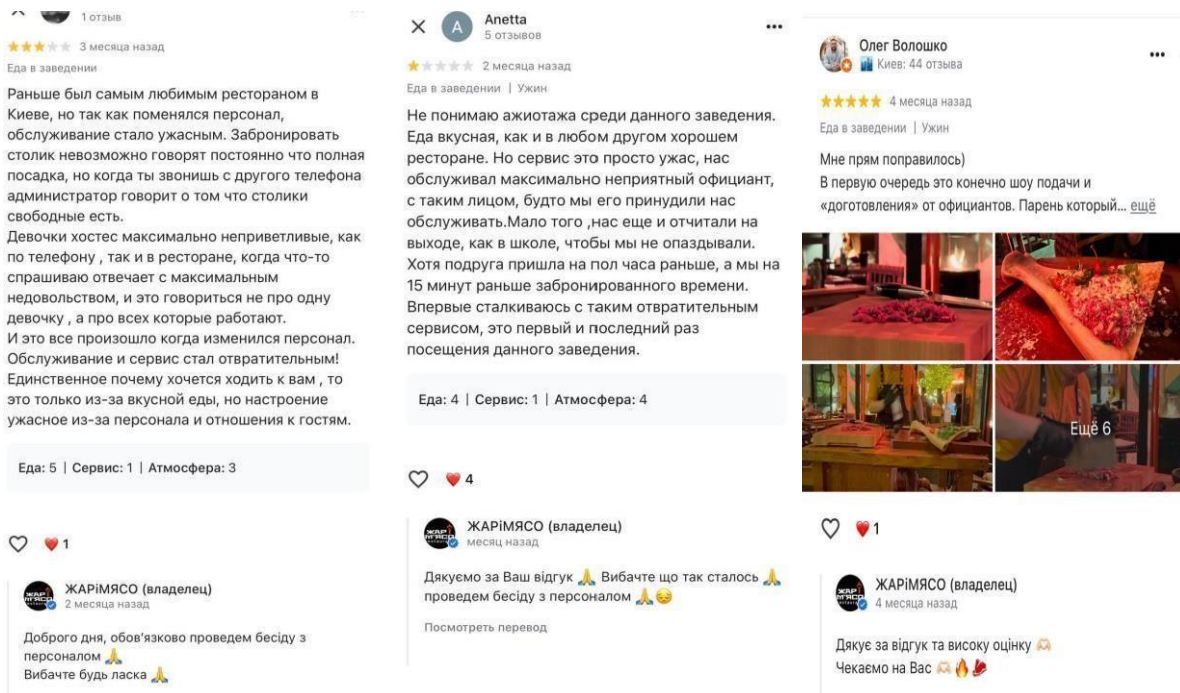 1 отзыв
3 месяца назад
Еда в заведении
Раньше был самым любимым рестораном в
Киеве, но так как поменялся персонал,
обслуживание стало ужасным. Забронировать
столик невозможно говорят постоянно что полная
посадка, но когда ты звонишь с другого телефона
администратор говорит о том что столики
свободные есть.
Девочки хостес максимально неприветливые, как
по телефону , так и в ресторане, когда что-то
спрашиваю отвечает с максимальным
недовольством, и это говориться не про одну
девочку , а про всех которые работают.
И это все произошло когда изменился персонал.
Обслуживание и сервис стал отвратительным!
Единственное почему хочется ходить к вам , то
это только из-за вкусной еды, но настроение
ужасное из-за персонала и отношения к гостям.
Еда: 5 | Сервис: 1 | Атмосфера: 3
1
ЖАРіМЯСО (владелец)
2 месяца назад
Доброго дня, обов'язково проведем бесіду з
персоналом 🙏
Вибачте будь ласка 🙏
A
Anetta
5 отзывов
2 месяца назад
Еда в заведении | Ужин
Не понимаю ажиотажа среди данного заведения.
Еда вкусная, как и в любом другом хорошем
ресторане. Но сервис это просто ужас, нас
обслуживал максимально неприятный официант,
с таким лицом, будто мы его принудили нас
обслуживать.Мало того ,нас еще и отчитали на
выходе, как в школе, чтобы мы не опаздывали.
Хотя подруга пришла на пол часа раньше, а мы на
15 минут раньше забронированного времени.
Впервые сталкиваюсь с таким отвратительным
сервисом, это первый и последний раз
посещения данного заведения.
Еда: 4 | Сервис: 1 | Атмосфера: 4
4
ЖАРіМЯСО (владелец)
месяц назад
Дякуємо за Ваш відгук 🙏 Вибачте що так сталось 🙏
проведем бесіду з персоналом 🙏😔
Посмотреть перевод
Олег Волошко
Киев: 44 отзыва
4 месяца назад
Еда в заведении | Ужин
Мне прям поправилось)
В первую очередь это конечно шоу подачи и
«доготовления» от официантов. Парень который... ещё
Ещё 6
1
ЖАРіМЯСО (владелец)
4 месяца назад
Дякує за відгук та високу оцінку 🫶🏻
Чекаємо на Вас 🫶🏻🔥🥩